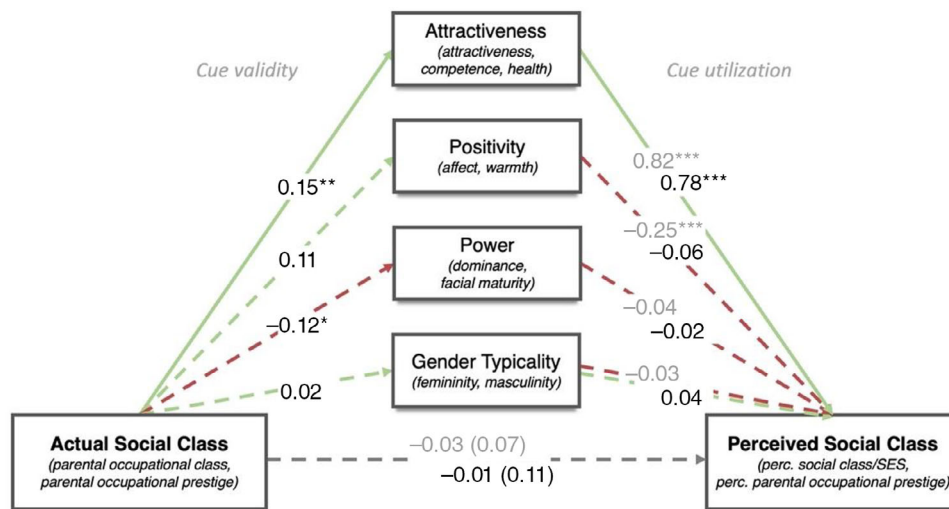 Attractiveness
(attractiveness,
competence, health)
Cue validity
Cue utilization
Positivity
(affect, warmth)
0.82***
0.15**
0.78***
−0.25***
Power
−0.06
0.11
(dominance,
facial maturity)
−0.04
−0.12*
−0.02
Gender Typicality
(femininity, masculinity)
−0.03
0.02
0.04
Actual Social Class
(parental occupational class,
parental occupational prestige)
−0.03 (0.07)
−0.01 (0.11)
Perceived Social Class
(perc. social class/SES,
perc. parental occupational prestige)